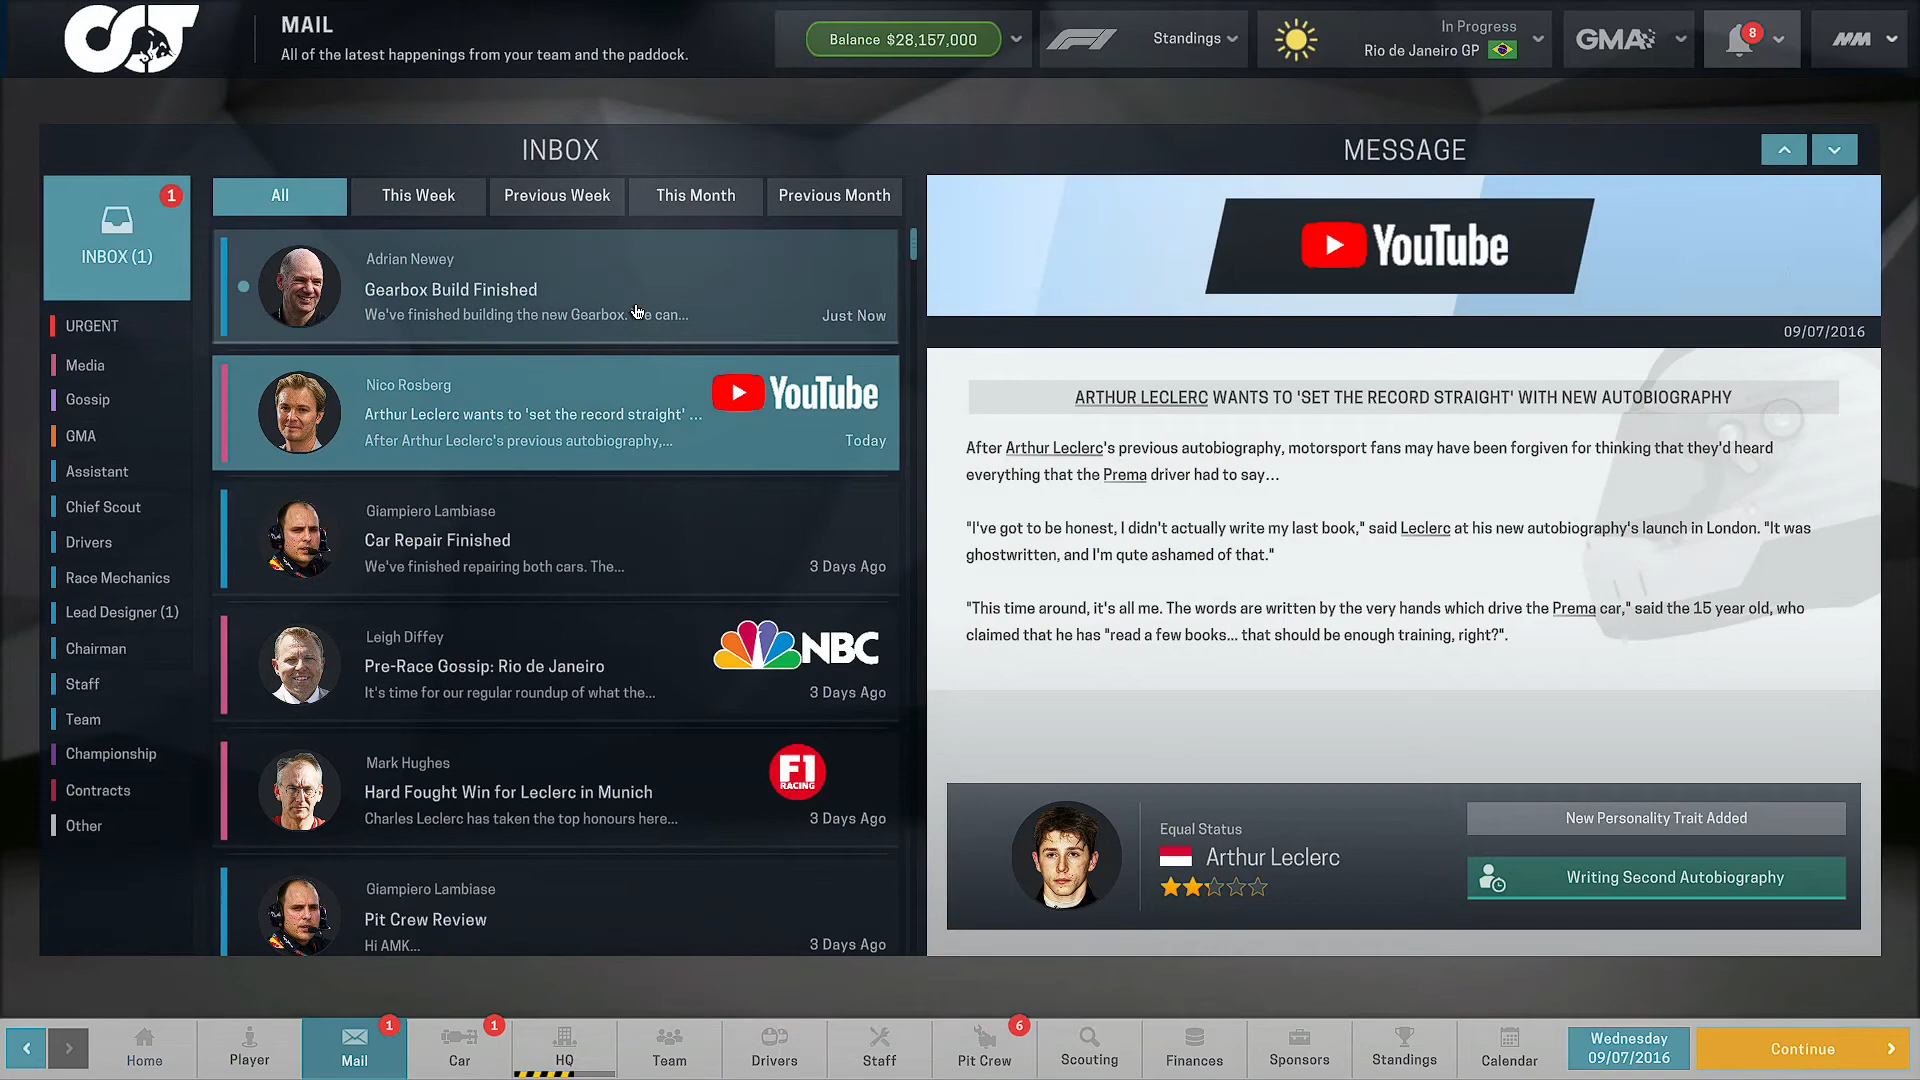 MAIL
All of the latest happenings from your team and the paddock.
Balance $28,157,000
Standings
In Progress
Rio de Janeiro GP
GMA
8
INBOX
MESSAGE
1
INBOX (1)
URGENT
Media
Gossip
GMA
Assistant
Chief Scout
Drivers
Race Mechanics
Lead Designer (1)
Chairman
Staff
Team
Championship
Contracts
Other
All
This Week
Previous Week
This Month
Previous Month
Adrian Newey
Gearbox Build Finished
We've finished building the new Gearbox. We can...
Just Now
Nico Rosberg
YouTube
Arthur Leclerc wants to 'set the record straight' ...
After Arthur Leclerc's previous autobiography,...
Today
Giampiero Lambiase
Car Repair Finished
We've finished repairing both cars. The...
3 Days Ago
Leigh Diffey
NBC
Pre-Race Gossip: Rio de Janeiro
It's time for our regular roundup of what the...
3 Days Ago
Mark Hughes
F1
RACING
Hard Fought Win for Leclerc in Munich
Charles Leclerc has taken the top honours here...
3 Days Ago
Giampiero Lambiase
Pit Crew Review
Hi AMK...
3 Days Ago
YouTube
09/07/2016
ARTHUR LECLERC WANTS TO 'SET THE RECORD STRAIGHT' WITH NEW AUTOBIOGRAPHY
After Arthur Leclerc's previous autobiography, motorsport fans may have been forgiven for thinking that they'd heard
everything that the Prema driver had to say...
"I've got to be honest, I didn't actually write my last book," said Leclerc at his new autobiography's launch in London. "It was
ghostwritten, and I'm qute ashamed of that."
"This time around, it's all me. The words are written by the very hands which drive the Prema car," said the 15 year old, who
claimed that he has "read a few books... that should be enough training, right?".
Equal Status
Arthur Leclerc
New Personality Trait Added
Writing Second Autobiography
Home
Player
1
Mail
1
Car
HQ
Team
Drivers
Staff
6
Pit Crew
Scouting
Finances
Sponsors
Standings
Calendar
Wednesday
09/07/2016
Continue